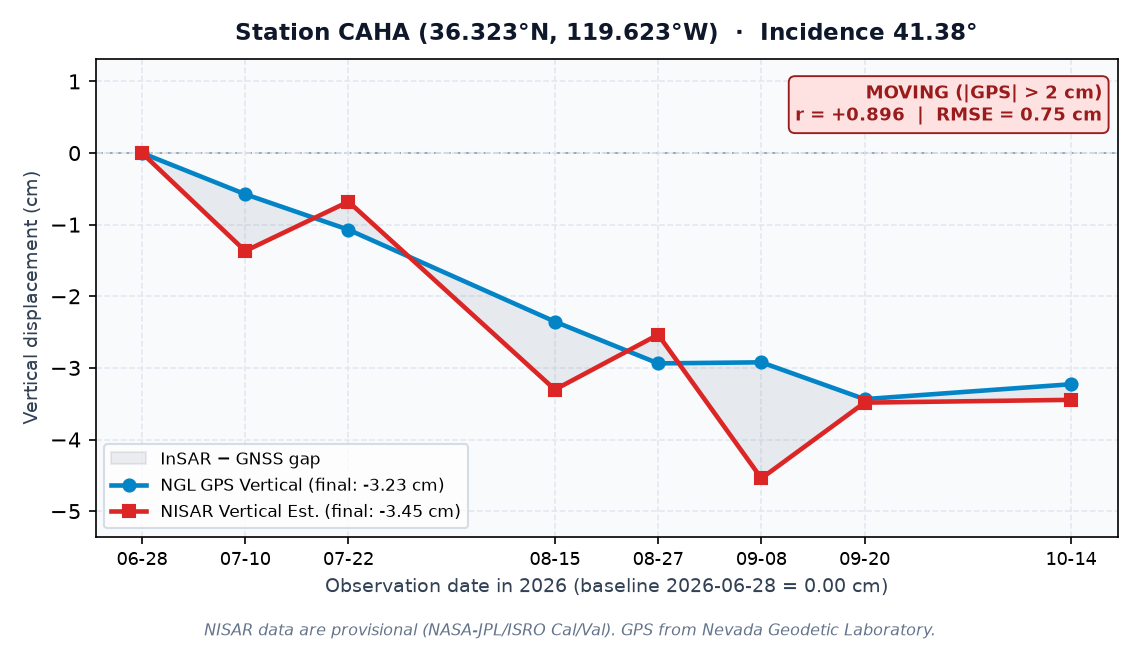 Station CAHA (36.323°N, 119.623°W)  ·  Incidence 41.38°
MOVING (|GPS| > 2 cm)
r = +0.896  |  RMSE = 0.75 cm
Vertical displacement (cm)
1
0
−1
−2
−3
−4
−5
InSAR − GNSS gap
NGL GPS Vertical (final: -3.23 cm)
NISAR Vertical Est. (final: -3.45 cm)
06-28 07-10 07-22 08-15 08-27 09-08 09-20 10-14
Observation date in 2026 (baseline 2026-06-28 = 0.00 cm)
NISAR data are provisional (NASA-JPL/ISRO Cal/Val). GPS from Nevada Geodetic Laboratory.